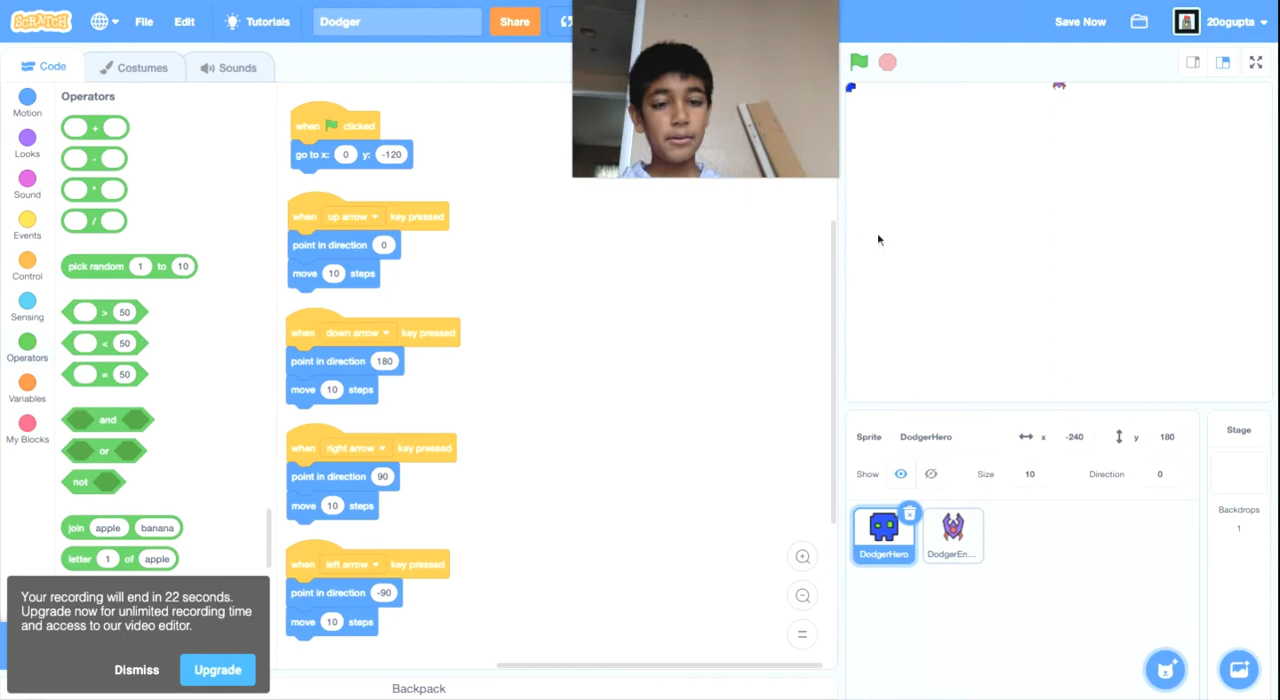 SCRATCH
File
Edit
Tutorials
Dodger
Share
Save Now
20ogupta
Code
Costumes
Sounds
Motion
Looks
Sound
Events
Control
Sensing
Operators
Variables
My Blocks
Operators
+
-
*
/
pick random 1 to 10
> 50
< 50
= 50
and
or
not
join apple banana
letter 1 of apple
when clicked
go to x: 0 y: -120
when up arrow key pressed
point in direction 0
move 10 steps
when down arrow key pressed
point in direction 180
move 10 steps
when right arrow key pressed
point in direction 90
move 10 steps
when left arrow key pressed
point in direction -90
move 10 steps
=
Your recording will end in 22 seconds.
Upgrade now for unlimited recording time
and access to our video editor.
Dismiss
Upgrade
Backpack
Sprite DodgerHero x -240 y 180
Show Size 10 Direction 0
DodgerHero
DodgerEn...
Stage
Backdrops
1